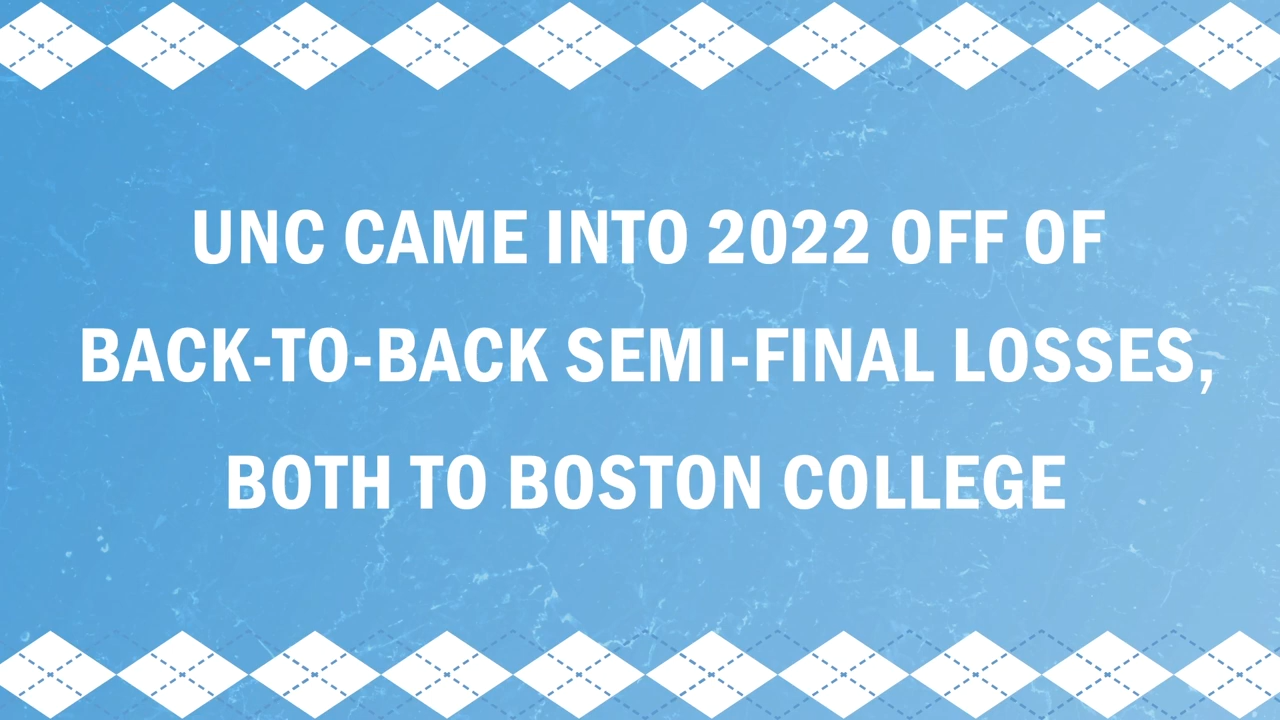 UNC CAME INTO 2022 OFF OF
BACK-TO-BACK SEMI-FINAL LOSSES,
BOTH TO BOSTON COLLEGE